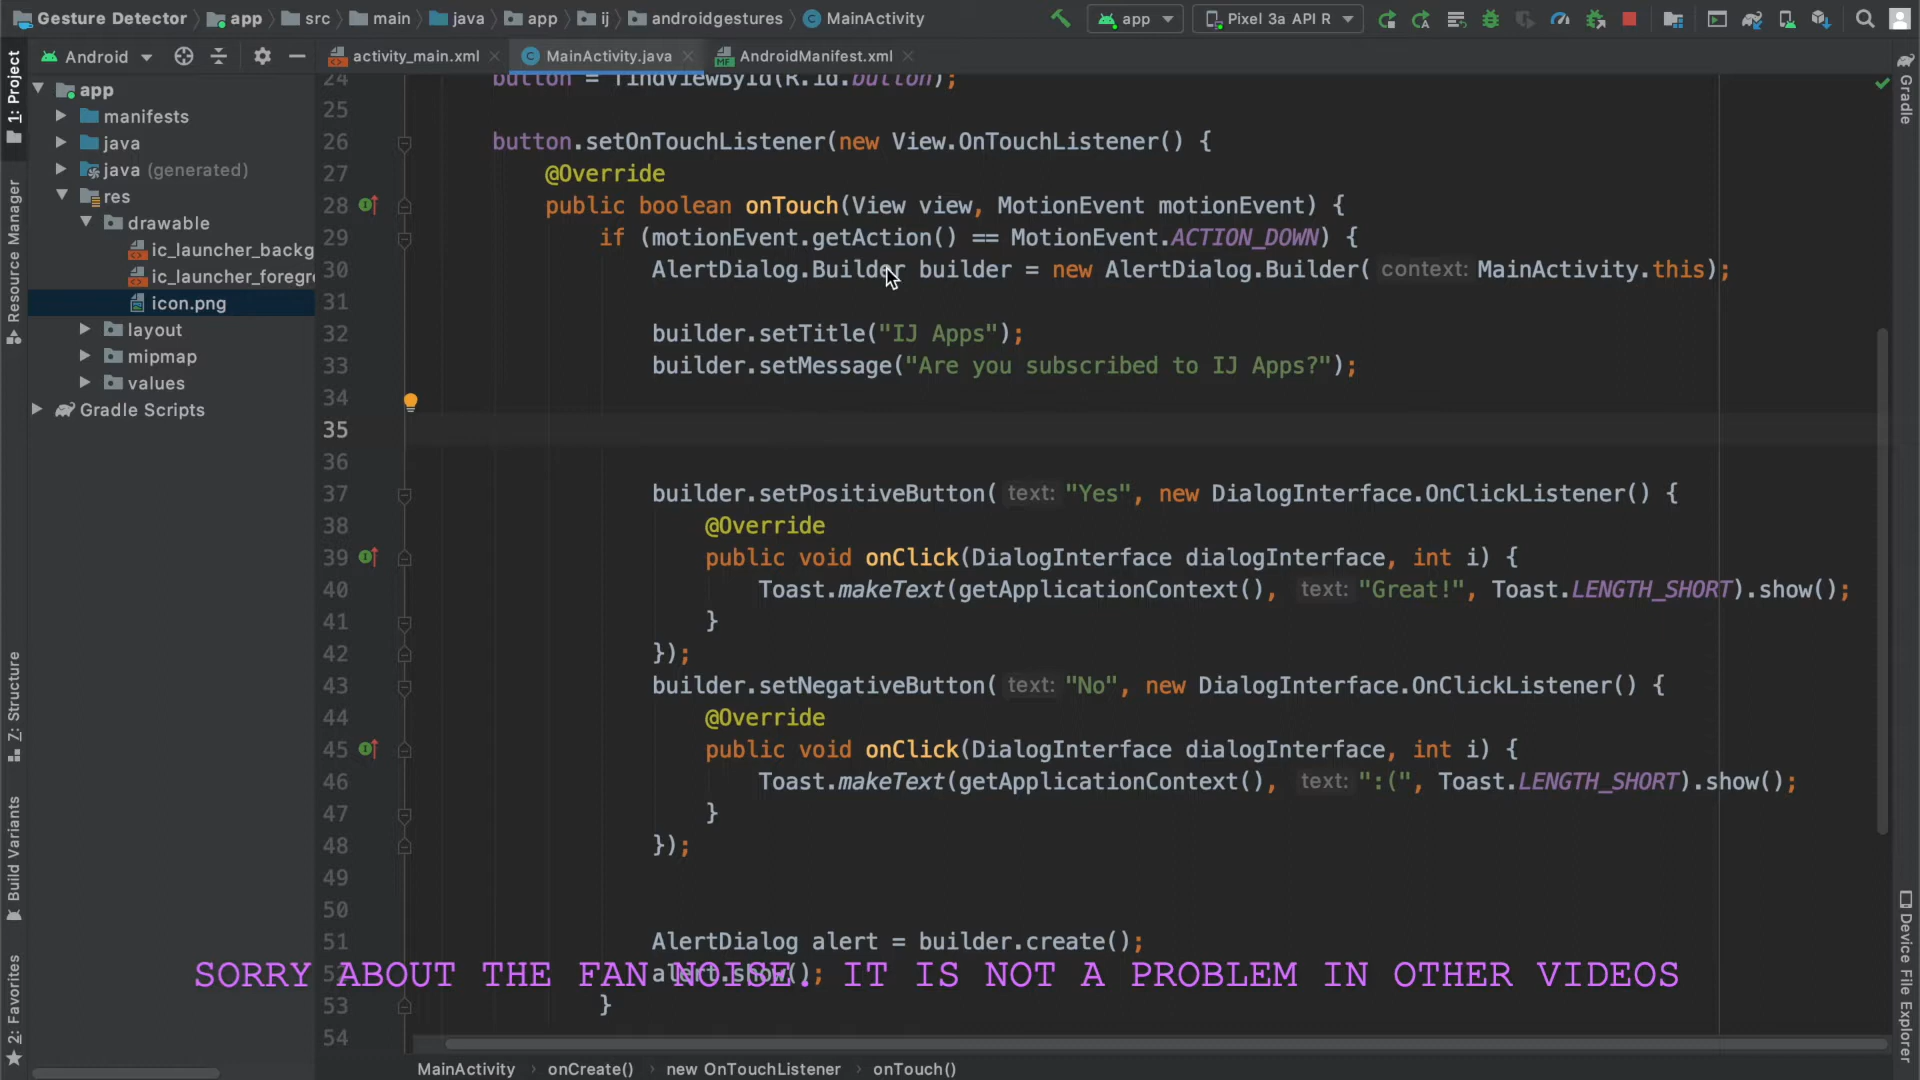 Gesture Detector app src main java app ij androidgestures MainActivity app Pixel 3a API R
Android activity_main.xml MainActivity.java AndroidManifest.xml
1: Project
Resource Manager
Z: Structure
Build Variants
2: Favorites
app
manifests
java
java (generated)
res
drawable
ic_launcher_backg
ic_launcher_foregr
icon.png
layout
mipmap
values
Gradle Scripts
24 button = findViewById(R.id.button);
25
26 button.setOnTouchListener(new View.OnTouchListener() {
27 @Override
28 public boolean onTouch(View view, MotionEvent motionEvent) {
29 if (motionEvent.getAction() == MotionEvent.ACTION_DOWN) {
30 AlertDialog.Builder builder = new AlertDialog.Builder( context: MainActivity.this);
31
32 builder.setTitle("IJ Apps");
33 builder.setMessage("Are you subscribed to IJ Apps?");
34
35
36
37 builder.setPositiveButton( text: "Yes", new DialogInterface.OnClickListener() {
38 @Override
39 public void onClick(DialogInterface dialogInterface, int i) {
40 Toast.makeText(getApplicationContext(), text: "Great!", Toast.LENGTH_SHORT).show();
41 }
42 });
43 builder.setNegativeButton( text: "No", new DialogInterface.OnClickListener() {
44 @Override
45 public void onClick(DialogInterface dialogInterface, int i) {
46 Toast.makeText(getApplicationContext(), text: ":(", Toast.LENGTH_SHORT).show();
47 }
48 });
49
50
51 AlertDialog alert = builder.create();
52 alert.show();
SORRY ABOUT THE FAN NOISE. IT IS NOT A PROBLEM IN OTHER VIDEOS
53 }
54
MainActivity onCreate() new OnTouchListener onTouch()
Gradle
Device File Explorer